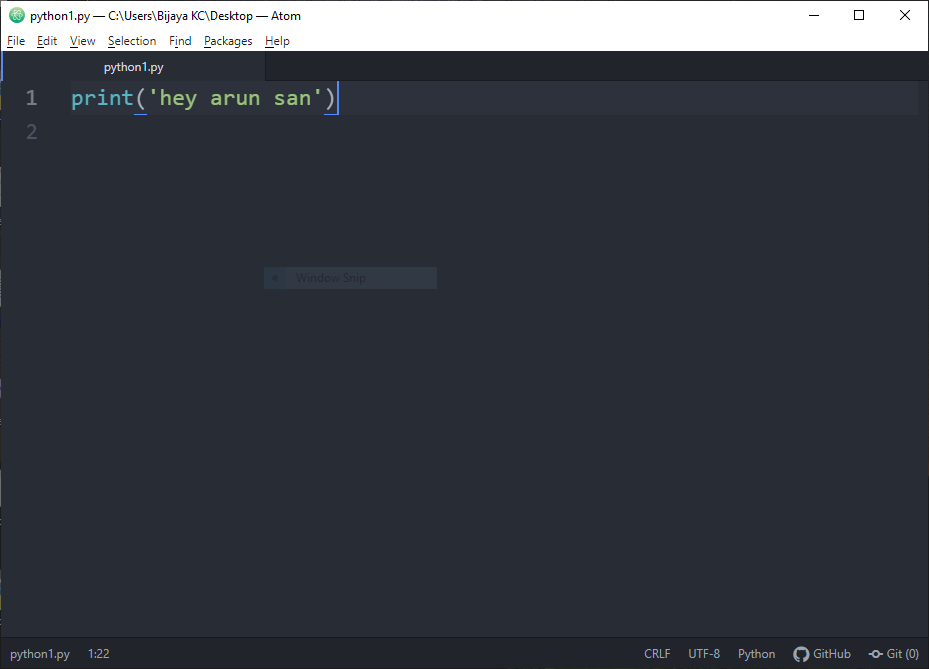 python1.py — C:\Users\Bijaya KC\Desktop — Atom
File Edit View Selection Find Packages Help
python1.py
1 print('hey arun san')
2
Window Snip
python1.py 1:22 CRLF UTF-8 Python GitHub Git (0)